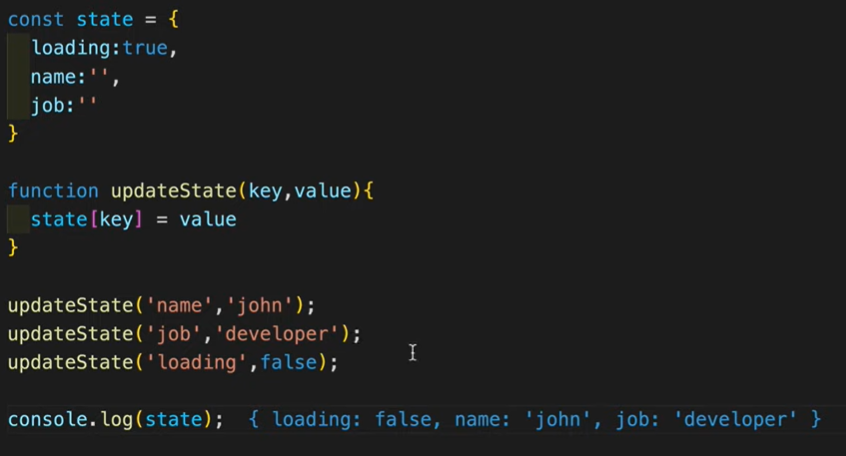 const state = {
loading:true,
name:'',
job:''
}
function updateState(key,value){
state[key] = value
}
updateState('name','john');
updateState('job','developer');
updateState('loading',false);
console.log(state);  { loading: false, name: 'john', job: 'developer' }